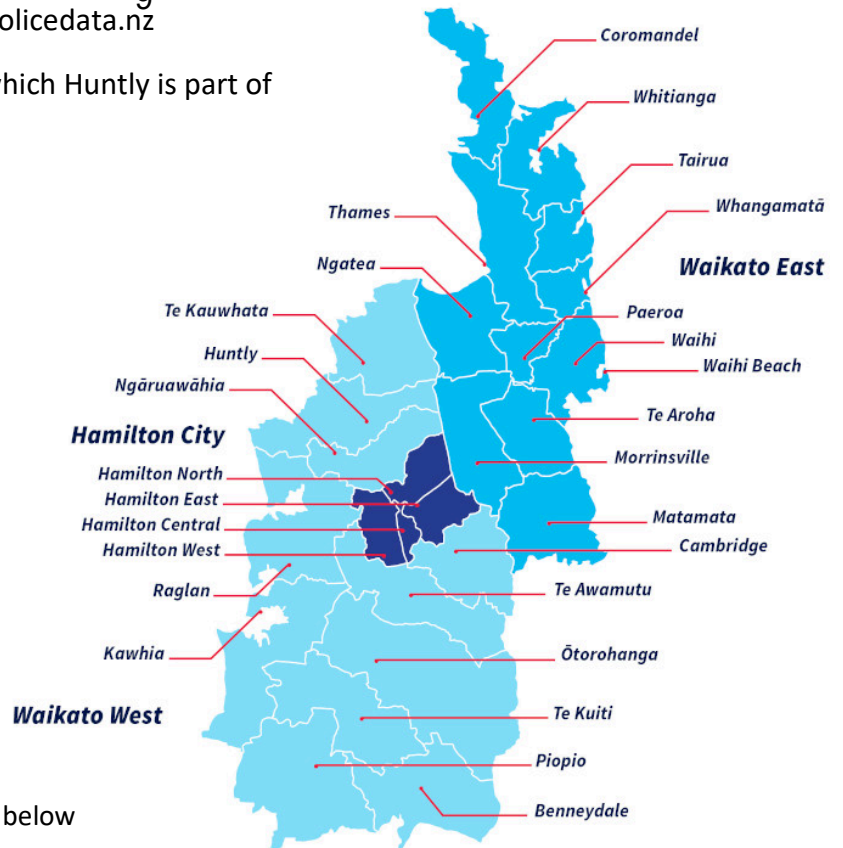 olicedata.nz
which Huntly is part of
Coromandel
Whitianga
Tairua
Whangamatā
Thames
Ngatea
Waikato East
Te Kauwhata
Paeroa
Huntly
Waihi
Waihi Beach
Ngāruawāhia
Te Aroha
Hamilton City
Morrinsville
Hamilton North
Hamilton East
Hamilton Central
Matamata
Hamilton West
Cambridge
Raglan
Te Awamutu
Kawhia
Ōtorohanga
Waikato West
Te Kuiti
Piopio
Benneydale
below